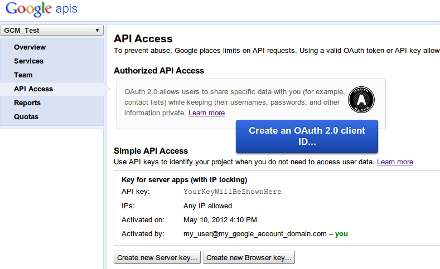 Google apis
GCM_Test
Overview
Services
Team
API Access
Reports
Quotas
API Access
To prevent abuse, Google places limits on API requests. Using a valid OAuth token or API key allow
Authorized API Access
OAuth 2.0 allows users to share specific data with you (for example,
contact lists) while keeping their usernames, passwords, and other
information private. Learn more
A
Create an OAuth 2.0 client
ID...
Simple API Access
Use API keys to identify your project when you do not need to access user data. Learn more
Key for server apps (with IP locking)
API key: YourKeyWillBeShownHere
IPs: Any IP allowed
Activated on: May 10, 2012 4:10 PM
Activated by: my_user@my_google_account_domain.com – you
Create new Server key...
Create new Browser key...